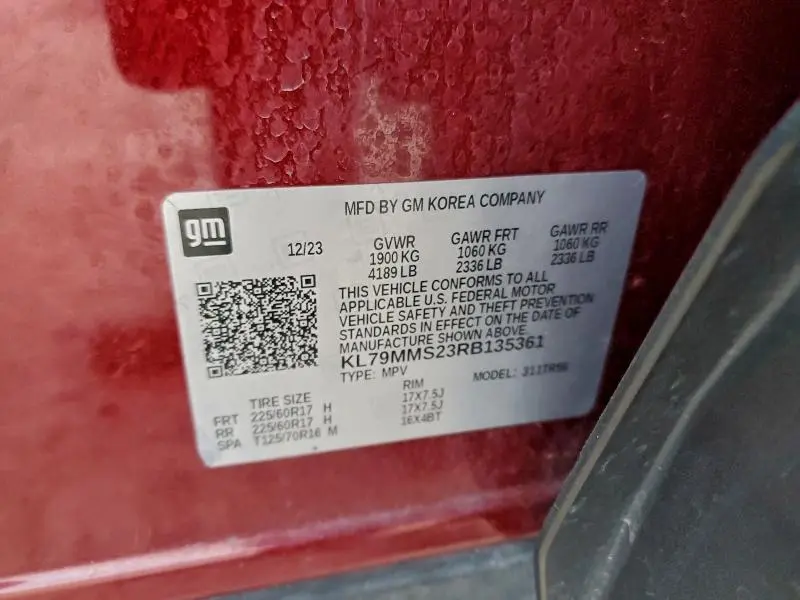 MFD BY GM KOREA COMPANY
gm
12/23
GVWR GAWR FRT GAWR RR
1900 KG 1060 KG 1060 KG
4189 LB 2336 LB 2336 LB
THIS VEHICLE CONFORMS TO ALL
APPLICABLE U.S. FEDERAL MOTOR
VEHICLE SAFETY AND THEFT PREVENTION
STANDARDS IN EFFECT ON THE DATE OF
MANUFACTURE SHOWN ABOVE.
KL79MMS23RB135361
TYPE: MPV MODEL:
TIRE SIZE RIM
FRT 225/60R17 H 17X7.5J
RR 225/60R17 H 17X7.5J
SPA T125/70R16 M 16X4BT